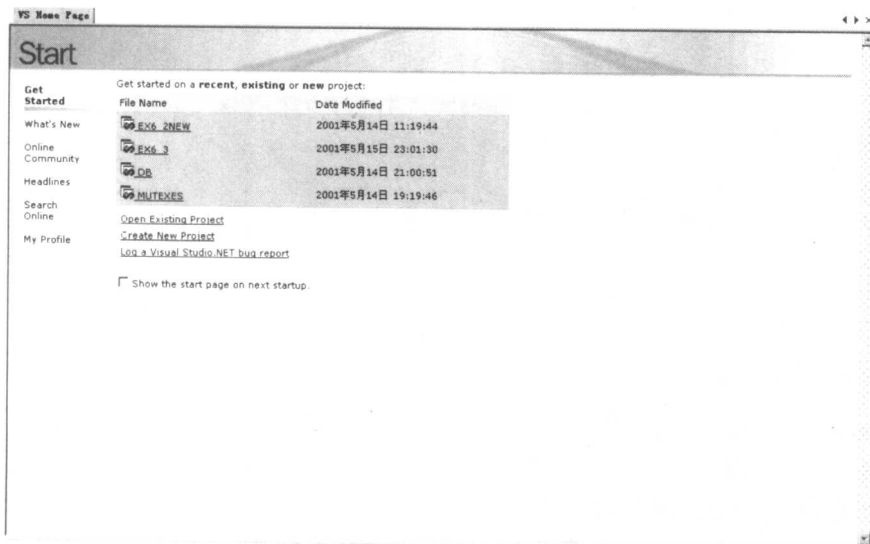 VS Home Page
Start
Get Started
What's New
Online Community
Headlines
Search Online
My Profile
Get started on a recent, existing or new project:
File Name Date Modified
EX6_2NEW 2001年5月14日 11:19:44
EX6_3 2001年5月15日 23:01:30
DB 2001年5月14日 21:00:51
MUTEXES 2001年5月14日 19:19:46
Open Existing Project
Create New Project
Log a Visual Studio.NET bug report
Show the start page on next startup.